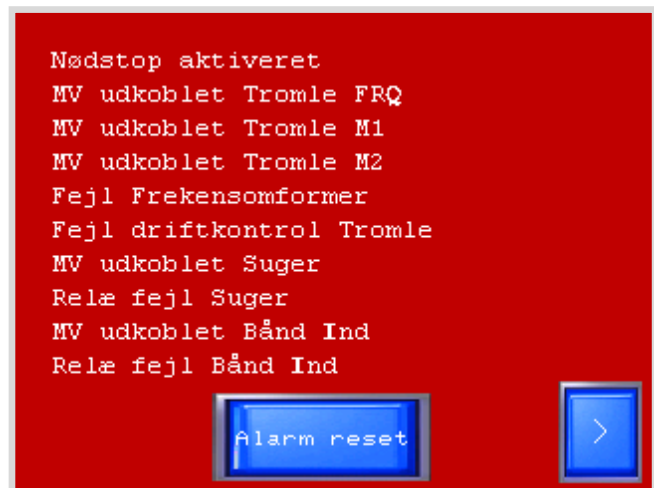 Nødstop aktiveret
MV udkoblet Tromle FRQ
MV udkoblet Tromle M1
MV udkoblet Tromle M2
Fejl Frekensomformer
Fejl driftkontrol Tromle
MV udkoblet Suger
Relæ fejl Suger
MV udkoblet Bånd Ind
Relæ fejl Bånd Ind
Alarm reset
>